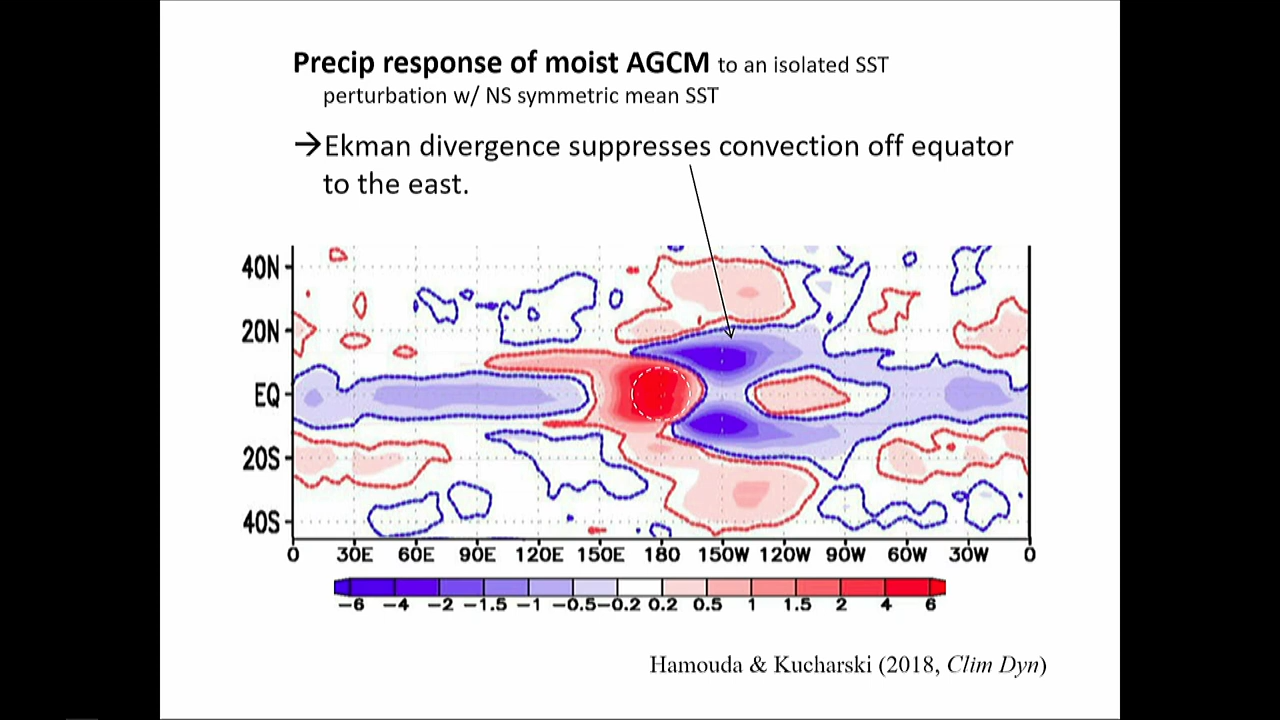 Precip response of moist AGCM to an isolated SST
perturbation w/ NS symmetric mean SST
→Ekman divergence suppresses convection off equator
to the east.
40N
20N
EQ
20S
40S
0 30E 60E 90E 120E 150E 180 150W 120W 90W 60W 30W 0
−6 −4 −2 −1.5 −1 −0.5 −0.2 0.2 0.5 1 1.5 2 4 6
Hamouda & Kucharski (2018, Clim Dyn)